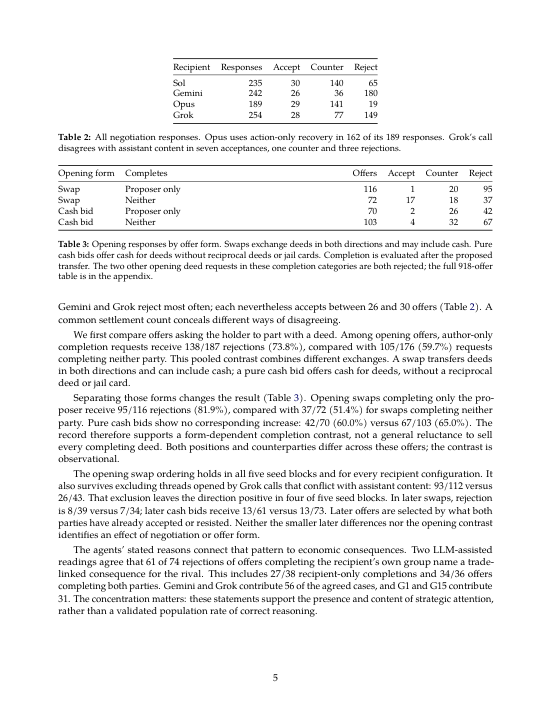 Recipient Responses Accept Counter Reject
Sol 235 30 140 65
Gemini 242 26 36 180
Opus 189 29 141 19
Grok 254 28 77 149
Table 2: All negotiation responses. Opus uses action-only recovery in 162 of its 189 responses. Grok's call
disagrees with assistant content in seven acceptances, one counter and three rejections.
Opening form Completes Offers Accept Counter Reject
Swap Proposer only 116 1 20 95
Swap Neither 72 17 18 37
Cash bid Proposer only 70 2 26 42
Cash bid Neither 103 4 32 67
Table 3: Opening responses by offer form. Swaps exchange deeds in both directions and may include cash. Pure
cash bids offer cash for deeds without reciprocal deeds or jail cards. Completion is evaluated after the proposed
transfer. The two other opening deed requests in these completion categories are both rejected; the full 918-offer
table is in the appendix.
Gemini and Grok reject most often; each nevertheless accepts between 26 and 30 offers (Table 2). A
common settlement count conceals different ways of disagreeing.
We first compare offers asking the holder to part with a deed. Among opening offers, author-only
completion requests receive 138/187 rejections (73.8%), compared with 105/176 (59.7%) requests
completing neither party. This pooled contrast combines different exchanges. A swap transfers deeds
in both directions and can include cash; a pure cash bid offers cash for deeds, without a reciprocal
deed or jail card.
Separating those forms changes the result (Table 3). Opening swaps completing only the pro-
poser receive 95/116 rejections (81.9%), compared with 37/72 (51.4%) for swaps completing neither
party. Pure cash bids show no corresponding increase: 42/70 (60.0%) versus 67/103 (65.0%). The
record therefore supports a form-dependent completion contrast, not a general reluctance to sell
every completing deed. Both positions and counterparties differ across these offers; the contrast is
observational.
The opening swap ordering holds in all five seed blocks and for every recipient configuration. It
also survives excluding threads opened by Grok calls that conflict with assistant content: 93/112 versus
26/43. That exclusion leaves the direction positive in four of five seed blocks. In later swaps, rejection
is 8/39 versus 7/34; later cash bids receive 13/61 versus 13/73. Later offers are selected by what both
parties have already accepted or resisted. Neither the smaller later differences nor the opening contrast
identifies an effect of negotiation or offer form.
The agents' stated reasons connect that pattern to economic consequences. Two LLM-assisted
readings agree that 61 of 74 rejections of offers completing the recipient's own group name a trade-
linked consequence for the rival. This includes 27/38 recipient-only completions and 34/36 offers
completing both parties. Gemini and Grok contribute 56 of the agreed cases, and G1 and G15 contribute
31. The concentration matters: these statements support the presence and content of strategic attention,
rather than a validated population rate of correct reasoning.
5